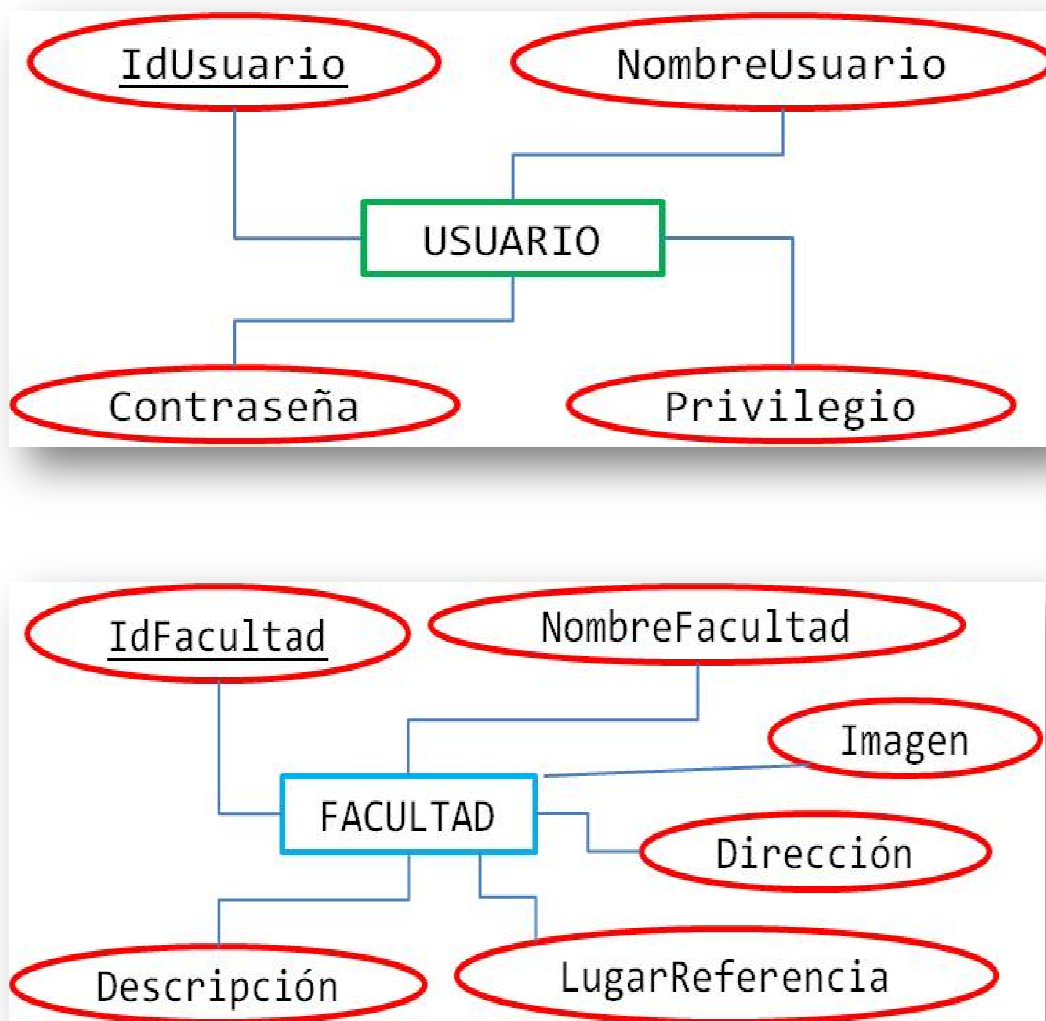 IdUsuario
NombreUsuario
USUARIO
Contraseña
Privilegio
IdFacultad
NombreFacultad
Imagen
FACULTAD
Dirección
Descripción
LugarReferencia